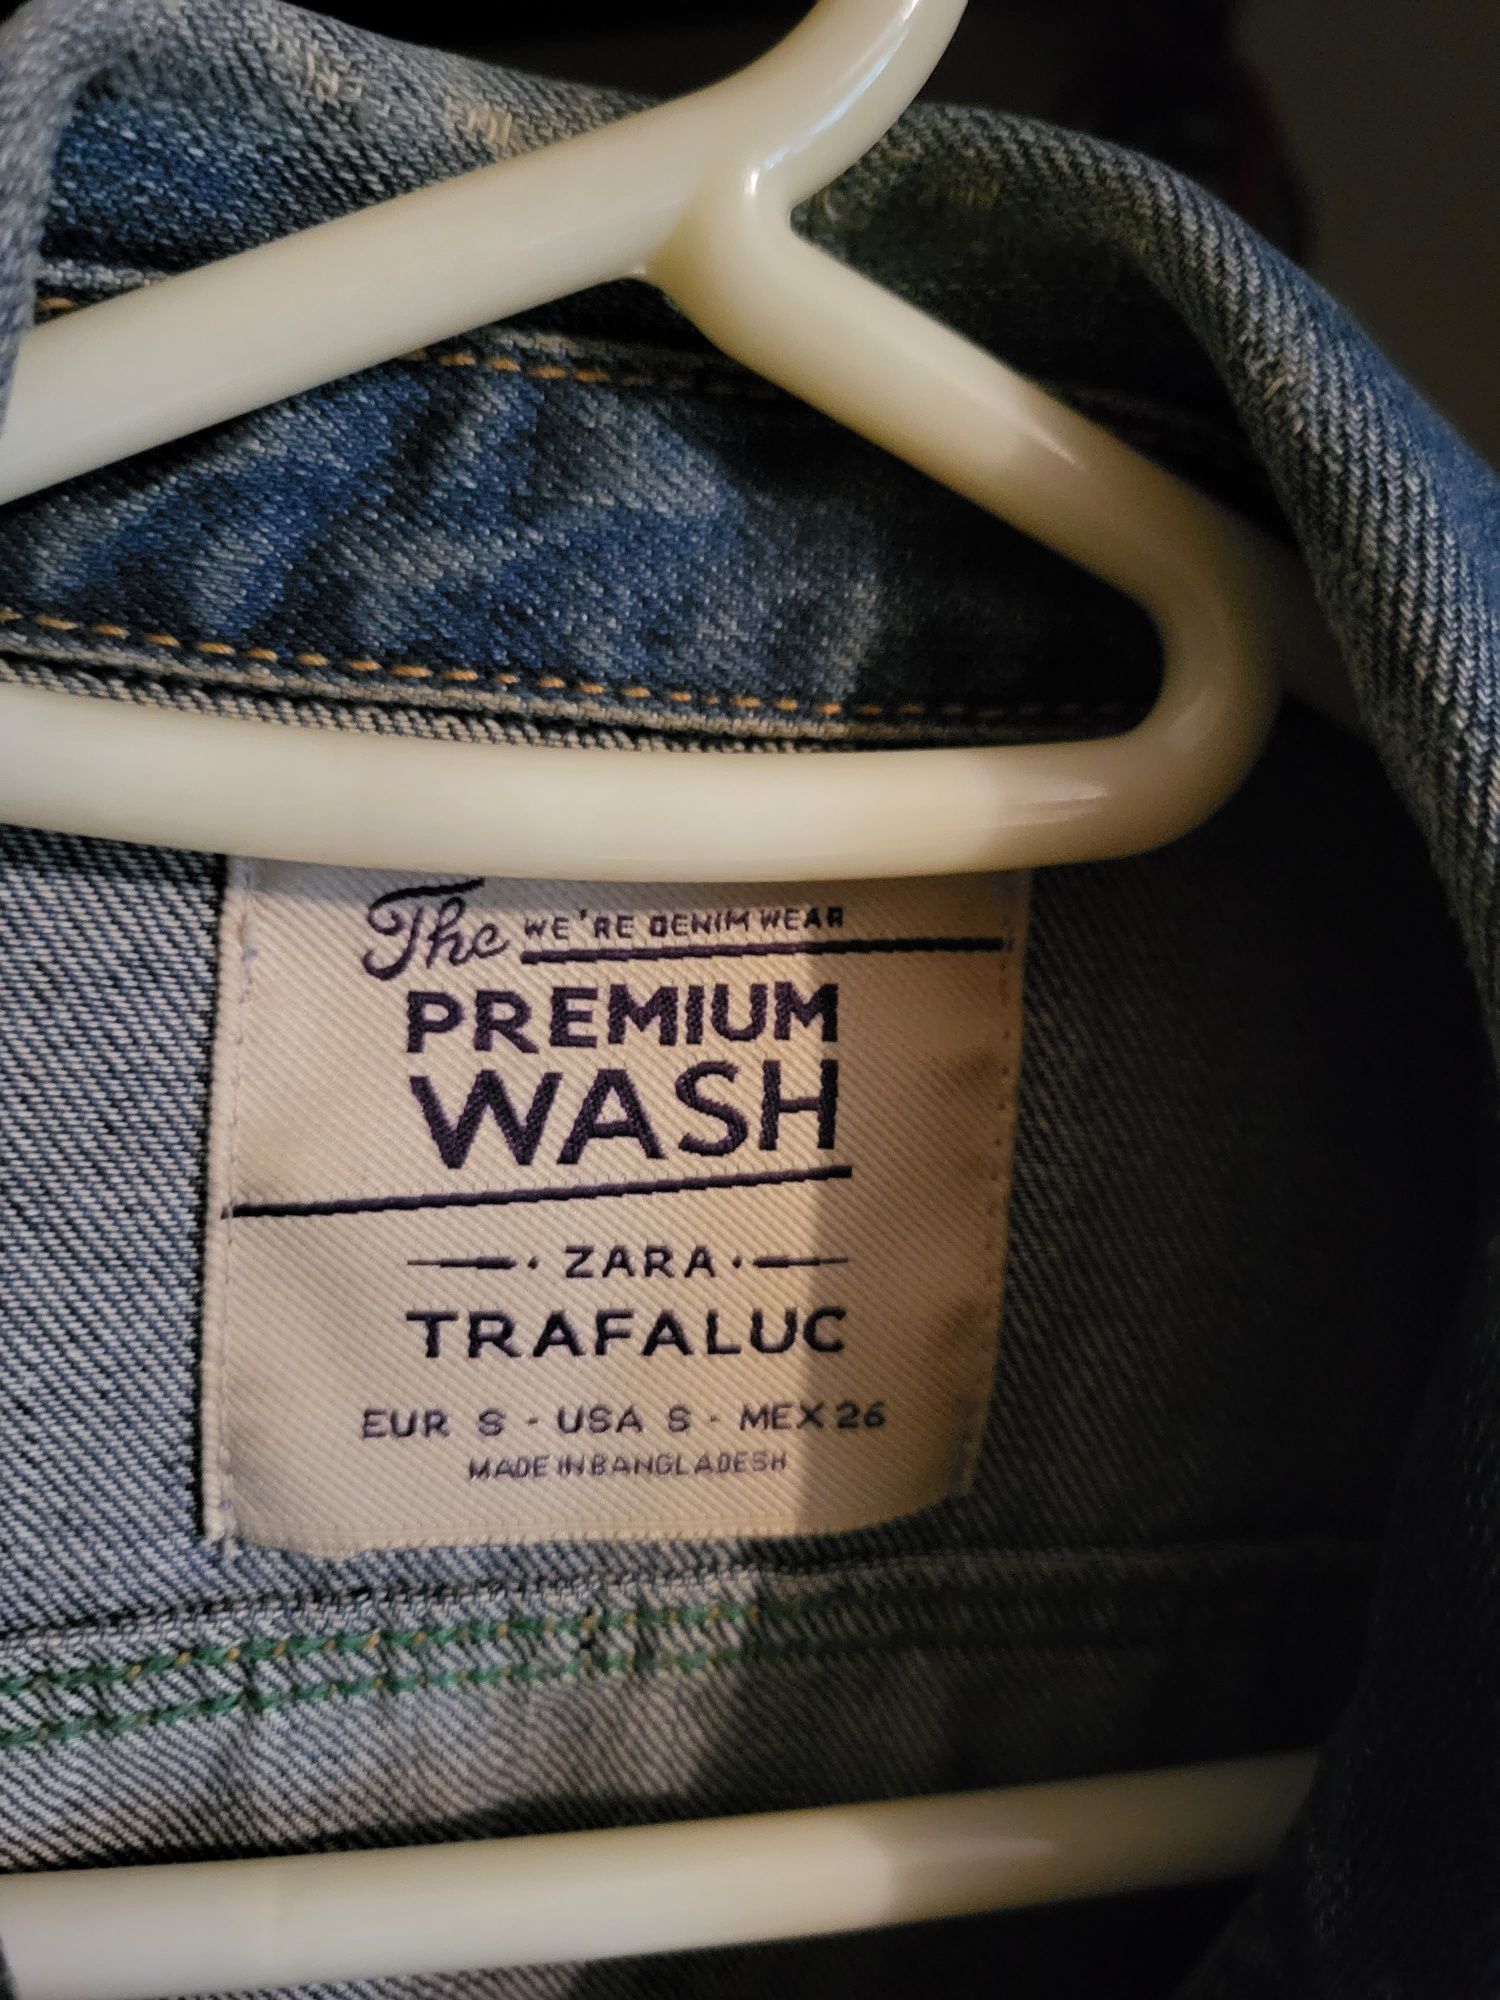 The WE'RE DENIM WEAR
PREMIUM
WASH
· ZARA ·
TRAFALUC
EUR S - USA S - MEX 26
MADE IN BANGLADESH